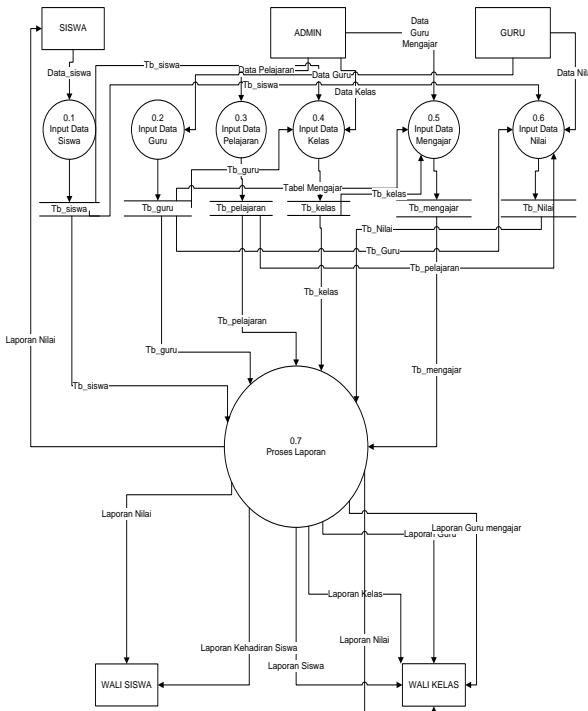 SISWA
ADMIN
GURU
Data
Guru
Mengajar
Data_siswa
Tb_siswa
Data Pelajaran
Data Guru
Tb_siswa
Data Kelas
Data Nilai
0.1
Input Data
Siswa
0.2
Input Data
Guru
0.3
Input Data
Pelajaran
0.4
Input Data
Kelas
0.5
Input Data
Mengajar
0.6
Input Data
Nilai
Tb_guru
Tabel Mengajar
Tb_kelas
Tb_siswa
Tb_guru
Tb_pelajaran
Tb_kelas
Tb_mengajar
Tb_Nilai
Tb_Nilai
Tb_Guru
Tb_pelajaran
Tb_kelas
Tb_pelajaran
Laporan Nilai
Tb_guru
Tb_mengajar
Tb_siswa
0.7
Proses Laporan
Laporan Nilai
Laporan Guru mengajar
Laporan Guru
Laporan Kelas
Laporan Kehadiran Siswa
Laporan Nilai
Laporan Siswa
WALI SISWA
WALI KELAS